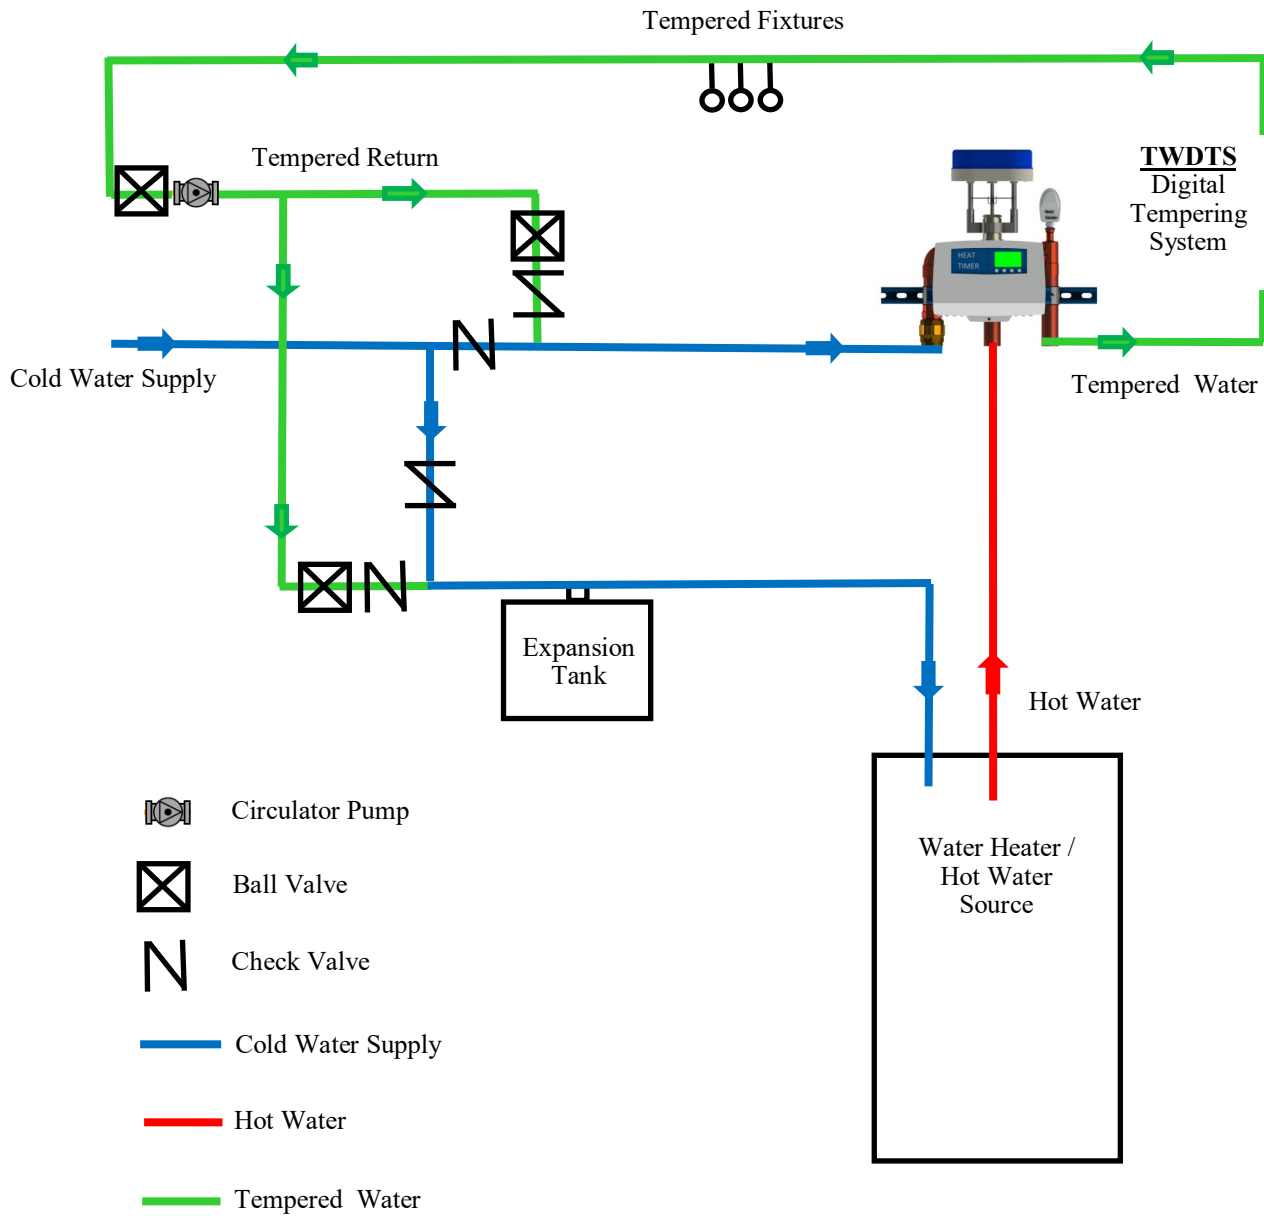 Tempered Fixtures
Tempered Return
TWDTS
Digital
Tempering
System
HEAT
TIMER
Cold Water Supply
Tempered Water
Expansion
Tank
Hot Water
Circulator Pump
Water Heater /
Hot Water
Source
Ball Valve
Check Valve
Cold Water Supply
Hot Water
Tempered Water